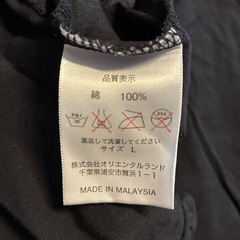 品質表示
綿 100%
裏返して洗濯してください
サイズ L
株式会社オリエンタルランド
千葉県浦安市舞浜1-1
MADE IN MALAYSIA